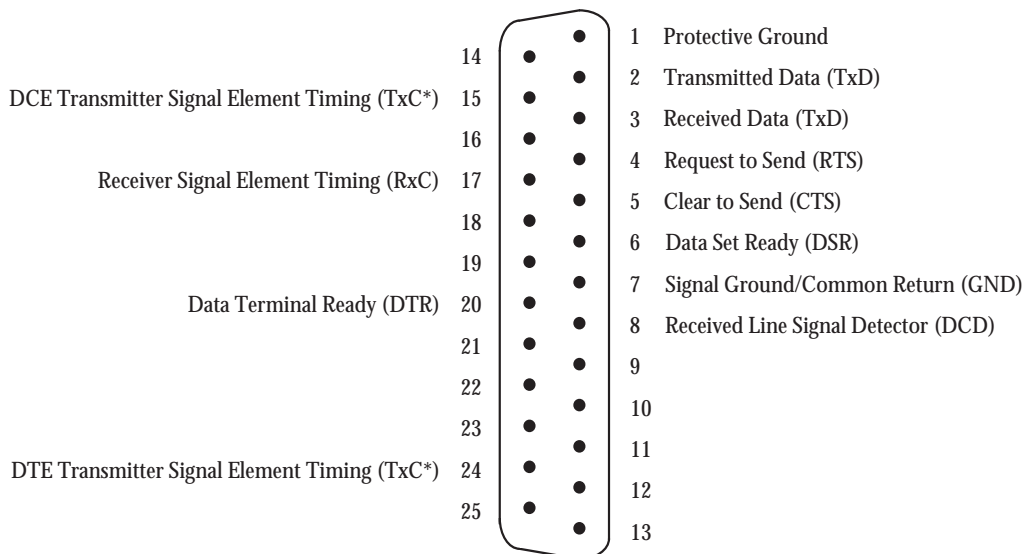 1 Protective Ground
2 Transmitted Data (TxD)
3 Received Data (TxD)
4 Request to Send (RTS)
5 Clear to Send (CTS)
6 Data Set Ready (DSR)
7 Signal Ground/Common Return (GND)
8 Received Line Signal Detector (DCD)
9
10
11
12
13
14
DCE Transmitter Signal Element Timing (TxC*) 15
16
Receiver Signal Element Timing (RxC) 17
18
19
Data Terminal Ready (DTR) 20
21
22
23
DTE Transmitter Signal Element Timing (TxC*) 24
25